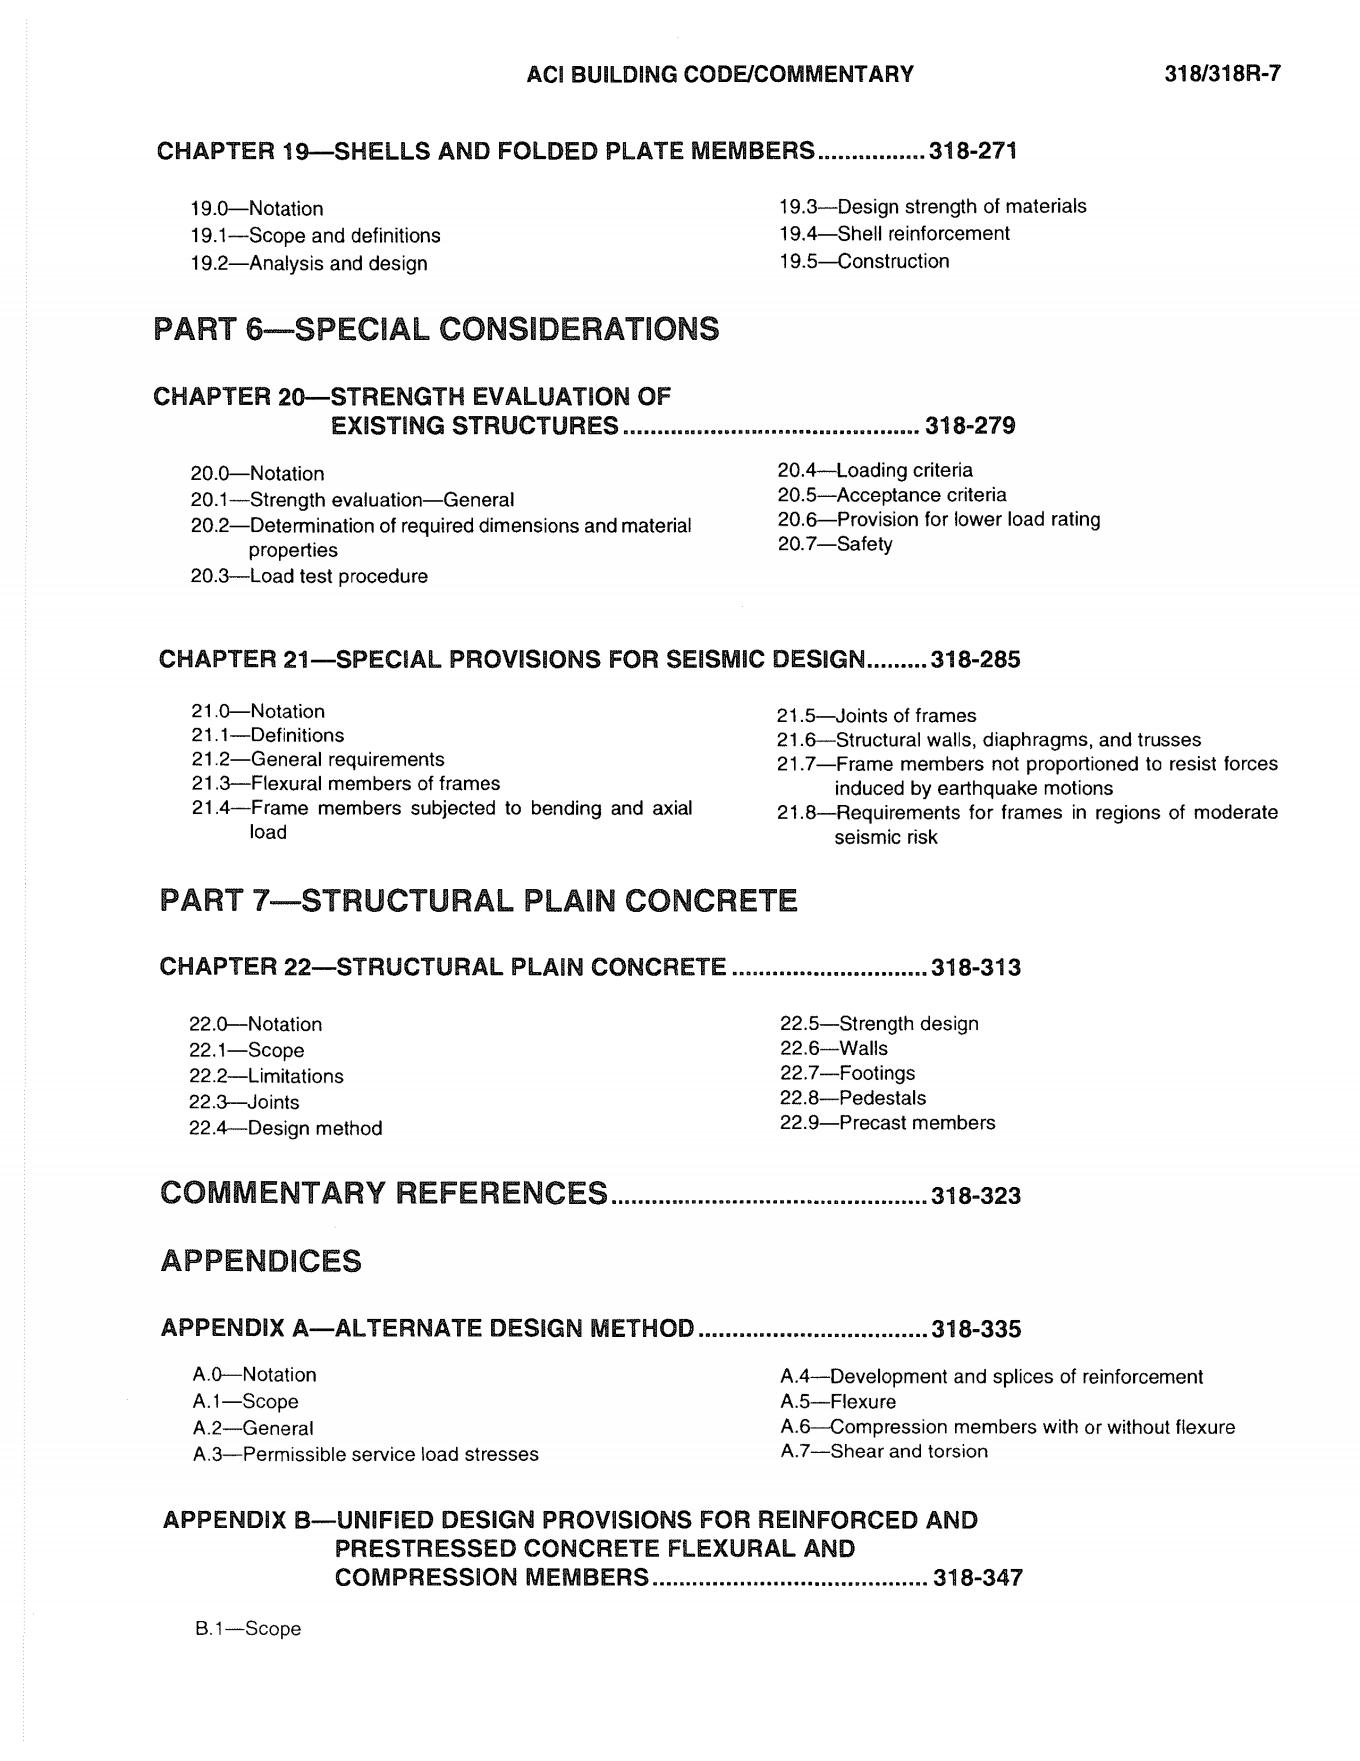 ACI BUILDING CODE/COMMENTARY 318/318R-7
CHAPTER 19—SHELLS AND FOLDED PLATE MEMBERS................318-271
19.0—Notation
19.1—Scope and definitions
19.2—Analysis and design
19.3—Design strength of materials
19.4—Shell reinforcement
19.5—Construction
PART 6—SPECIAL CONSIDERATIONS
CHAPTER 20—STRENGTH EVALUATION OF
EXISTING STRUCTURES............................................318-279
20.0—Notation
20.1—Strength evaluation—General
20.2—Determination of required dimensions and material
properties
20.3—Load test procedure
20.4—Loading criteria
20.5—Acceptance criteria
20.6—Provision for lower load rating
20.7—Safety
CHAPTER 21—SPECIAL PROVISIONS FOR SEISMIC DESIGN.........318-285
21.0—Notation
21.1—Definitions
21.2—General requirements
21.3—Flexural members of frames
21.4—Frame members subjected to bending and axial
load
21.5—Joints of frames
21.6—Structural walls, diaphragms, and trusses
21.7—Frame members not proportioned to resist forces
induced by earthquake motions
21.8—Requirements for frames in regions of moderate
seismic risk
PART 7—STRUCTURAL PLAIN CONCRETE
CHAPTER 22—STRUCTURAL PLAIN CONCRETE.............................318-313
22.0—Notation
22.1—Scope
22.2—Limitations
22.3—Joints
22.4—Design method
22.5—Strength design
22.6—Walls
22.7—Footings
22.8—Pedestals
22.9—Precast members
COMMENTARY REFERENCES...............................................318-323
APPENDICES
APPENDIX A—ALTERNATE DESIGN METHOD..................................318-335
A.0—Notation
A.1—Scope
A.2—General
A.3—Permissible service load stresses
A.4—Development and splices of reinforcement
A.5—Flexure
A.6—Compression members with or without flexure
A.7—Shear and torsion
APPENDIX B—UNIFIED DESIGN PROVISIONS FOR REINFORCED AND
PRESTRESSED CONCRETE FLEXURAL AND
COMPRESSION MEMBERS.........................................318-347
B.1—Scope